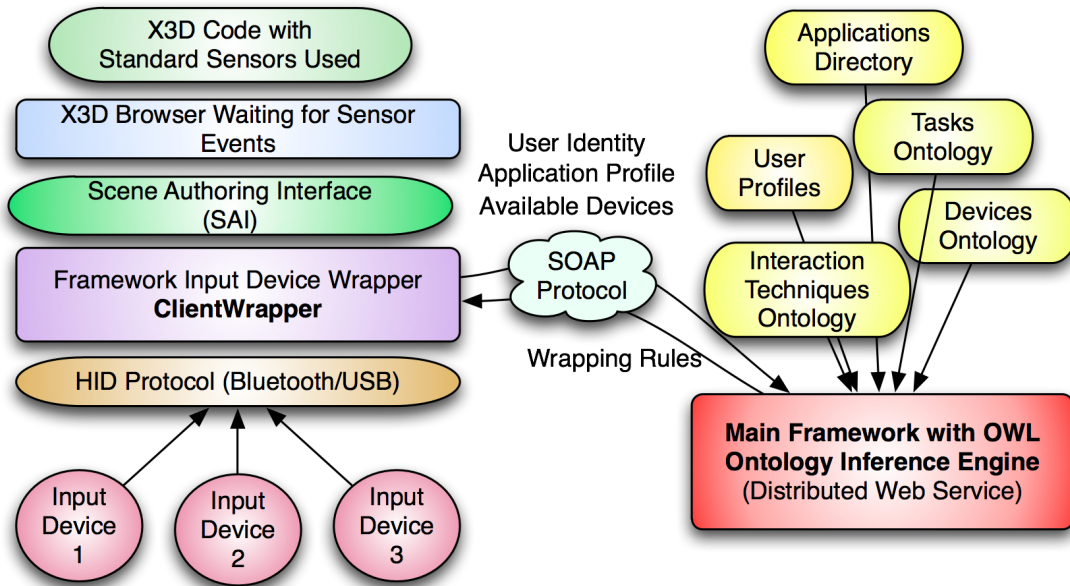 X3D Code with
Standard Sensors Used
X3D Browser Waiting for Sensor
Events
Scene Authoring Interface
(SAI)
Framework Input Device Wrapper
ClientWrapper
HID Protocol (Bluetooth/USB)
Input
Device
1
Input
Device
2
Input
Device
3
User Identity
Application Profile
Available Devices
SOAP
Protocol
Wrapping Rules
Applications
Directory
Tasks
Ontology
User
Profiles
Devices
Ontology
Interaction
Techniques
Ontology
Main Framework with OWL
Ontology Inference Engine
(Distributed Web Service)